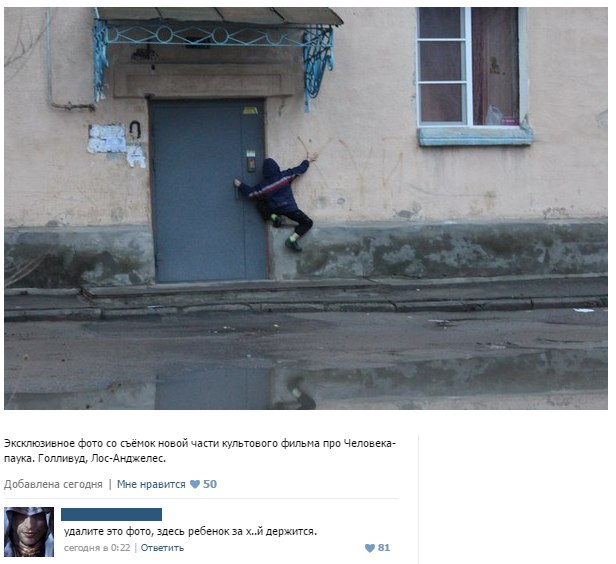 Эксклюзивное фото со съёмок новой части культового фильма про Человека-
паука. Голливуд, Лос-Анджелес.
Добавлена сегодня | Мне нравится 50
удалите это фото, здесь ребенок за х..й держится.
сегодня в 0:22 | Ответить 81